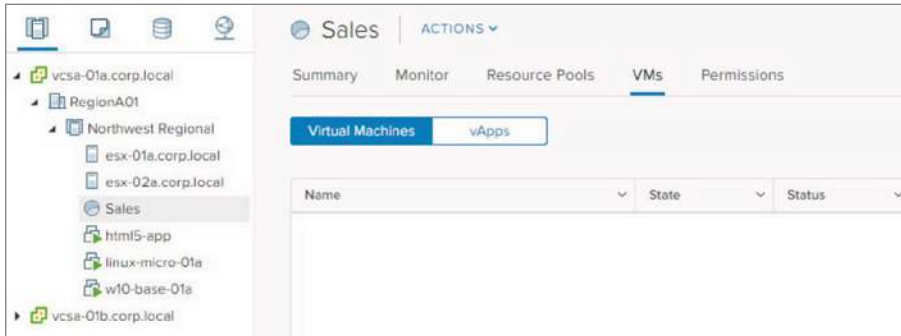 Sales ACTIONS
vcsa-01a.corp.local
RegionA01
Northwest Regional
esx-01a.corp.local
esx-02a.corp.local
Sales
html5-app
linux-micro-01a
w10-base-01a
vcsa-01b.corp.local
Summary Monitor Resource Pools VMs Permissions
Virtual Machines vApps
Name State Status